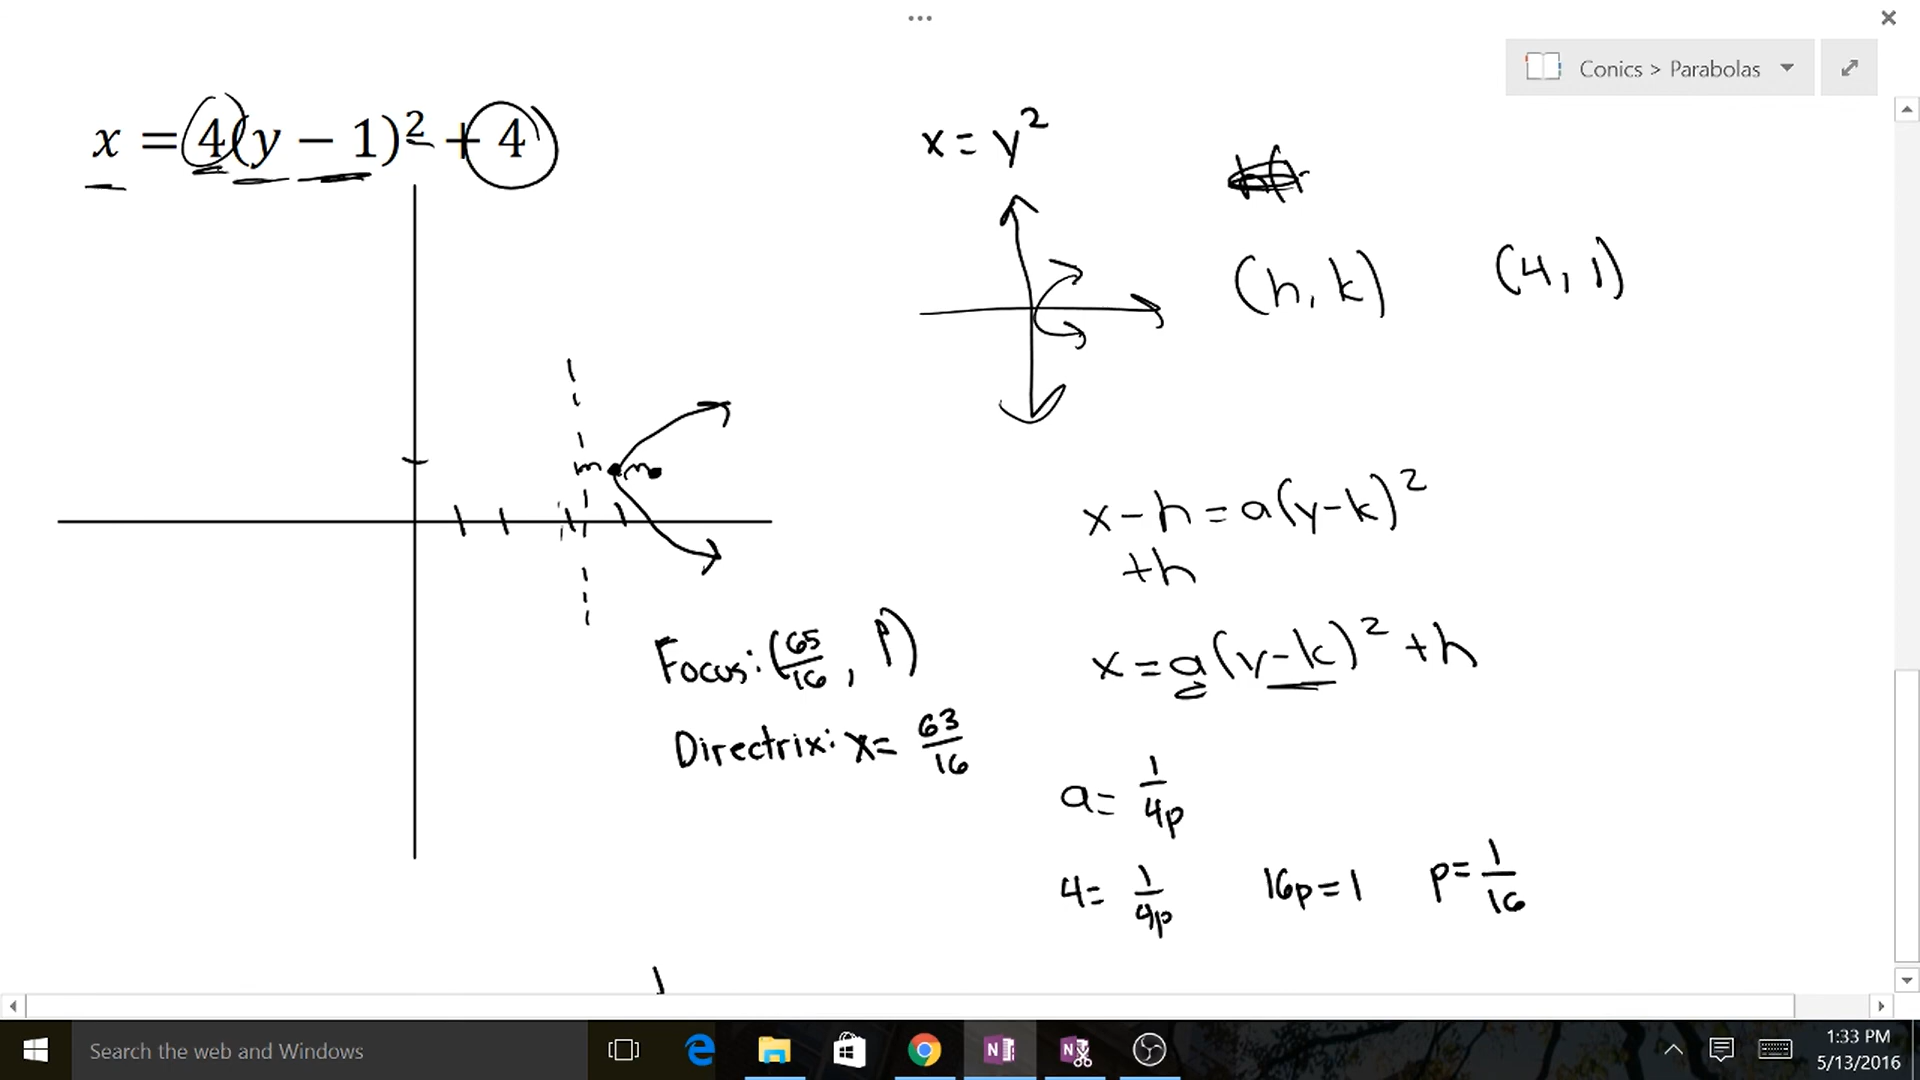 Conics > Parabolas
x = 4(y − 1)² + 4
x = y²
(h, k)
(4, 1)
x - h = a(y-k)²
+h
x = a(y-k)² + h
Focus: (65/16, 1)
Directrix: x = 63/16
a = 1/4p
4 = 1/4p
16p = 1
p = 1/16
Search the web and Windows
1:33 PM
5/13/2016